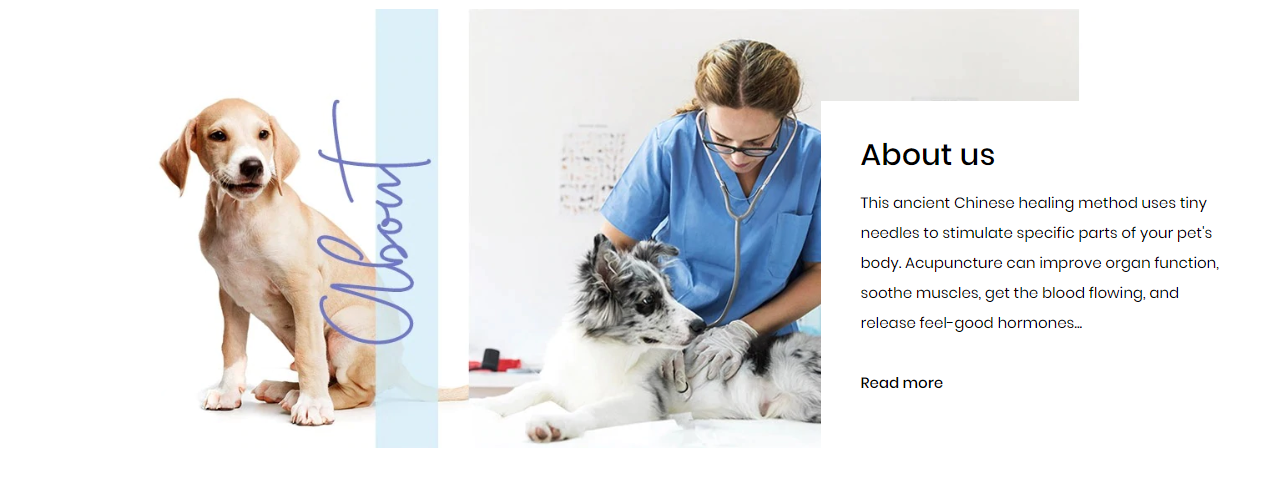 About
About us
This ancient Chinese healing method uses tiny
needles to stimulate specific parts of your pet's
body. Acupuncture can improve organ function,
soothe muscles, get the blood flowing, and
release feel-good hormones...
Read more